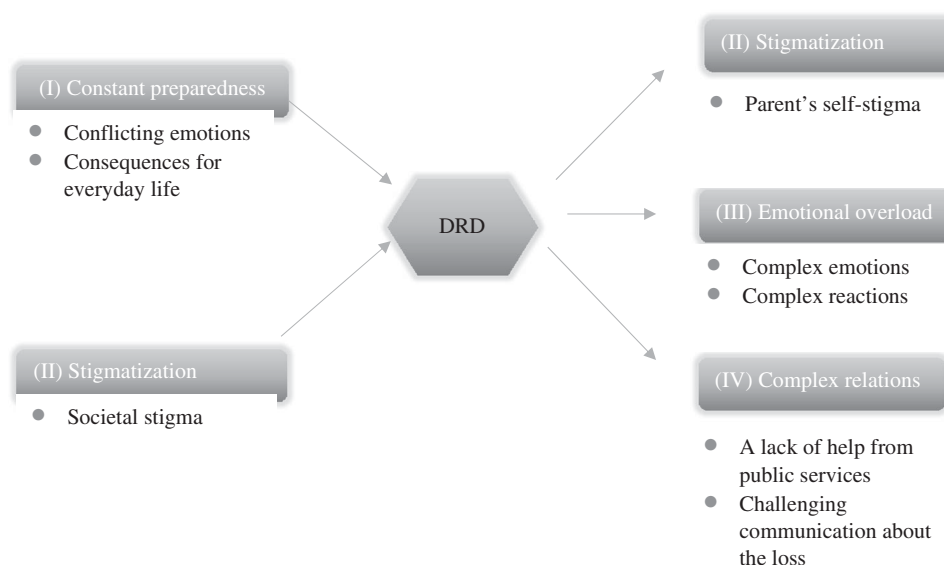 (I) Constant preparedness
● Conflicting emotions
● Consequences for
everyday life
(II) Stigmatization
● Societal stigma
DRD
(II) Stigmatization
● Parent's self-stigma
(III) Emotional overload
● Complex emotions
● Complex reactions
(IV) Complex relations
● A lack of help from
public services
● Challenging
communication about
the loss